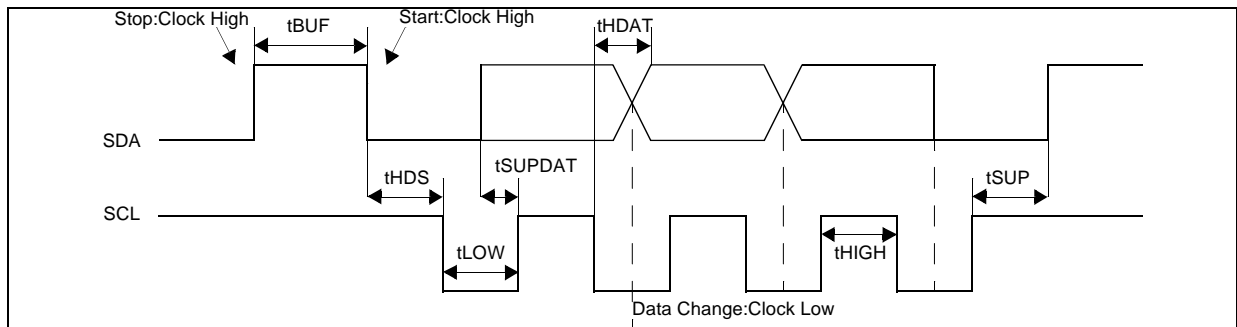 Stop:Clock High
tBUF
Start:Clock High
tHDAT
SDA
tHDS
tSUPDAT
tSUP
SCL
tLOW
tHIGH
Data Change:Clock Low